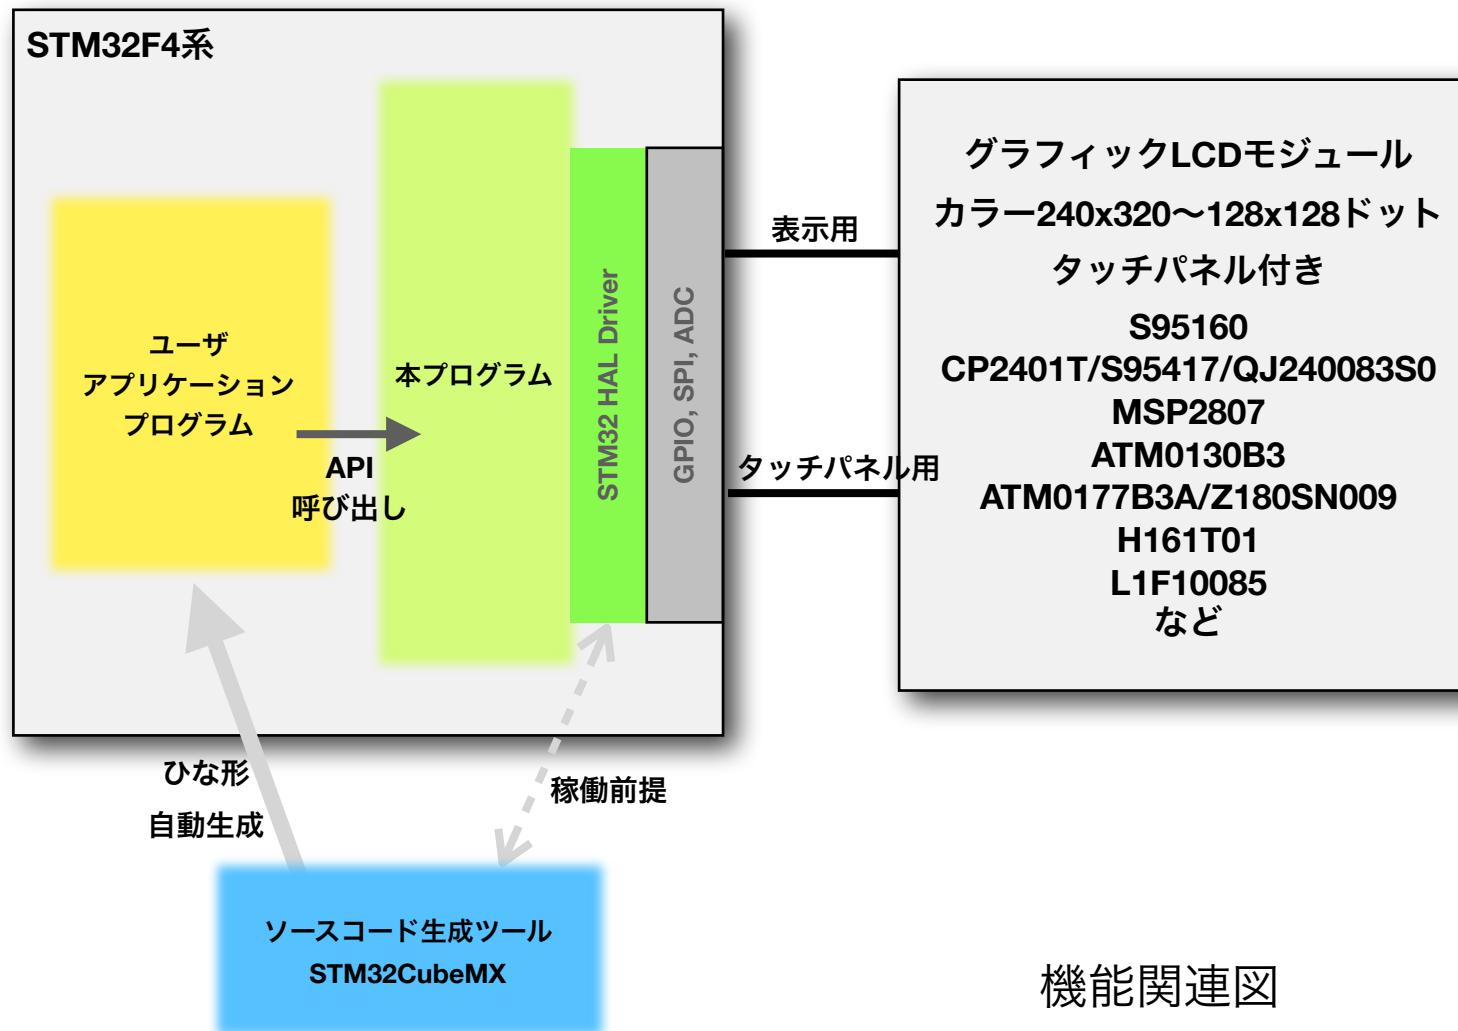 STM32F4系
ユーザ
アプリケーション
プログラム
API
呼び出し
本プログラム
STM32 HAL Driver
GPIO, SPI, ADC
表示用
タッチパネル用
グラフィックLCDモジュール
カラー240x320〜128x128ドット
タッチパネル付き
S95160
CP2401T/S95417/QJ240083S0
MSP2807
ATM0130B3
ATM0177B3A/Z180SN009
H161T01
L1F10085
など
ひな形
自動生成
稼働前提
ソースコード生成ツール
STM32CubeMX
機能関連図